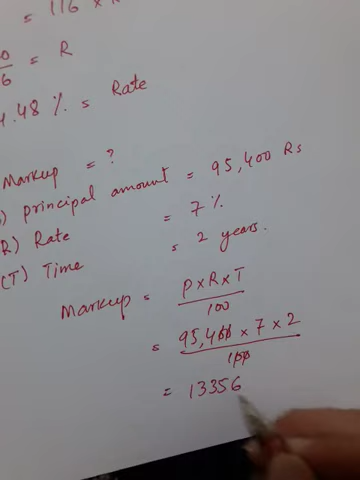 = 116 × R
= R
.48 % = Rate
Markup = ?
) principal amount = 95,400 Rs
(R) Rate = 7 %
(T) Time = 2 years.
Markup = P×R×T
100
= 95,400 × 7 × 2
100
= 13356